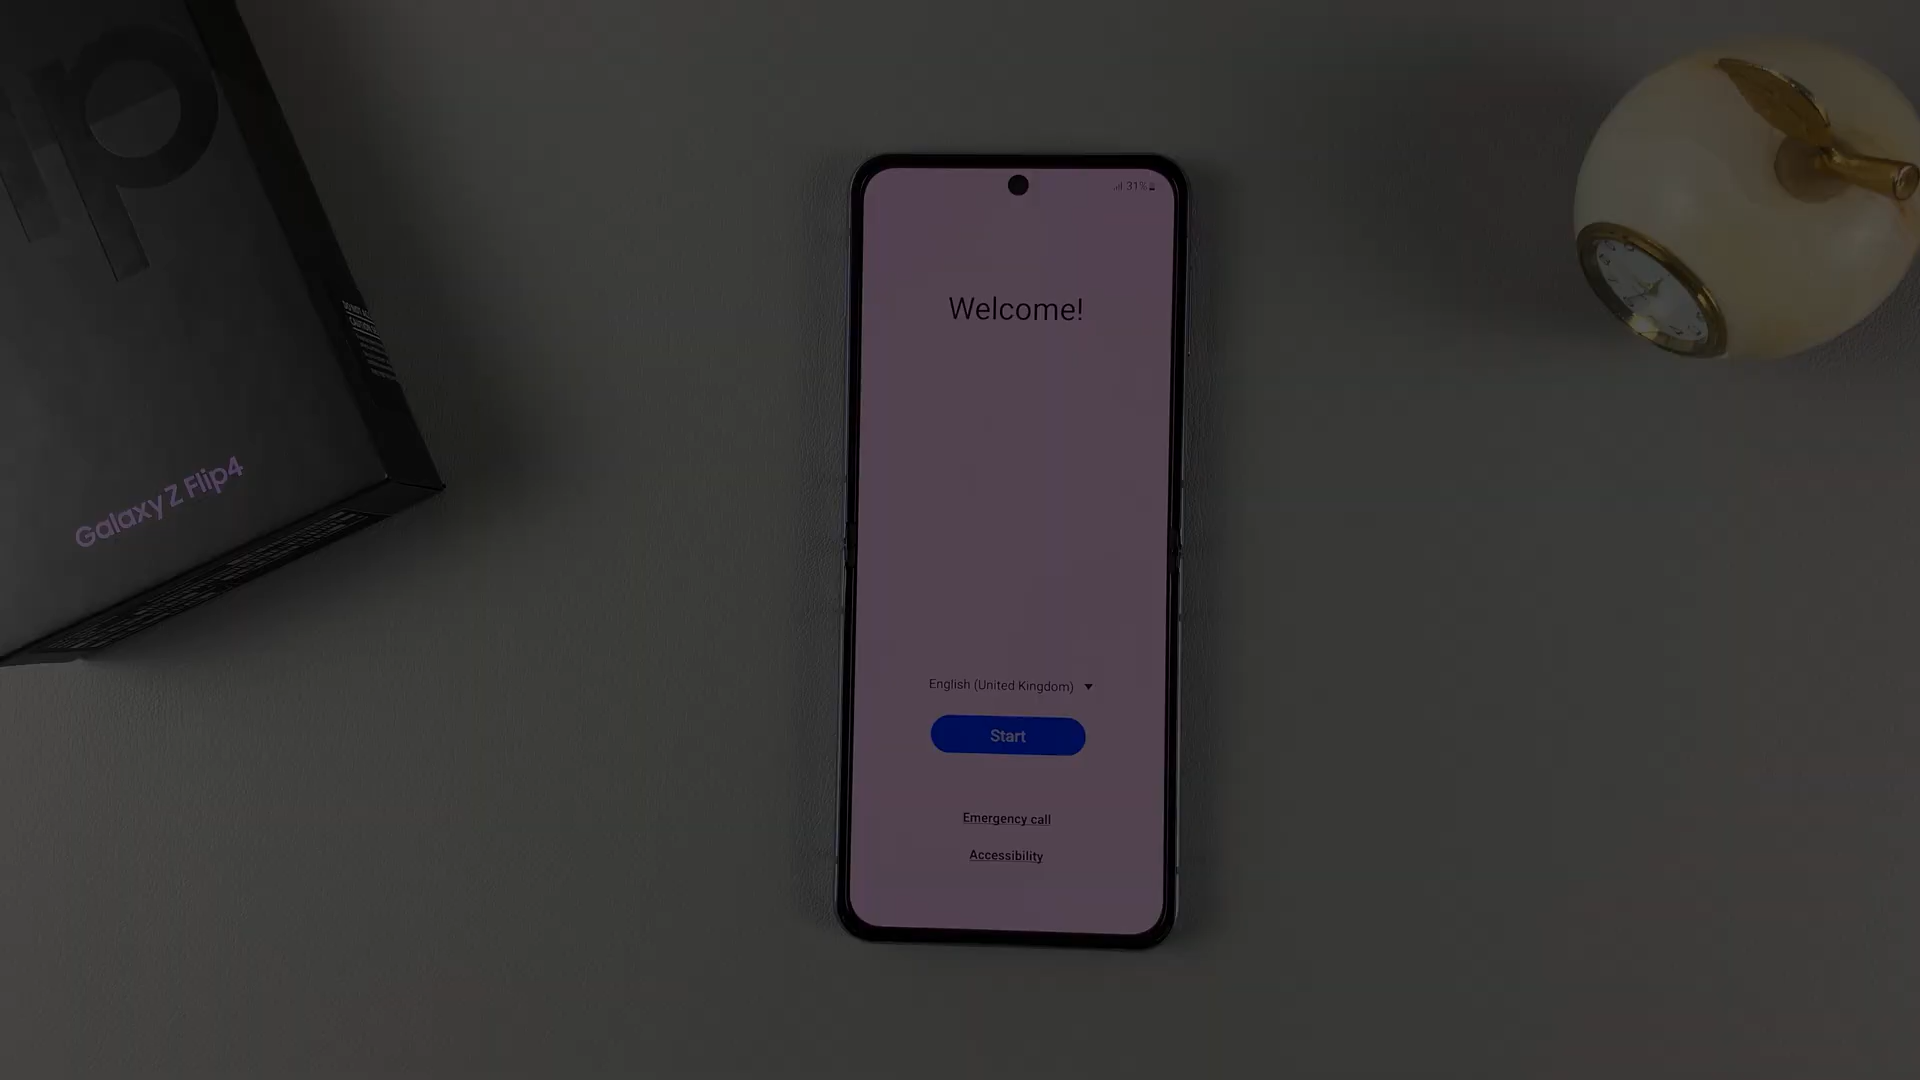 Galaxy Z Flip4
31%
Welcome!
English (United Kingdom)
Start
Emergency call
Accessibility